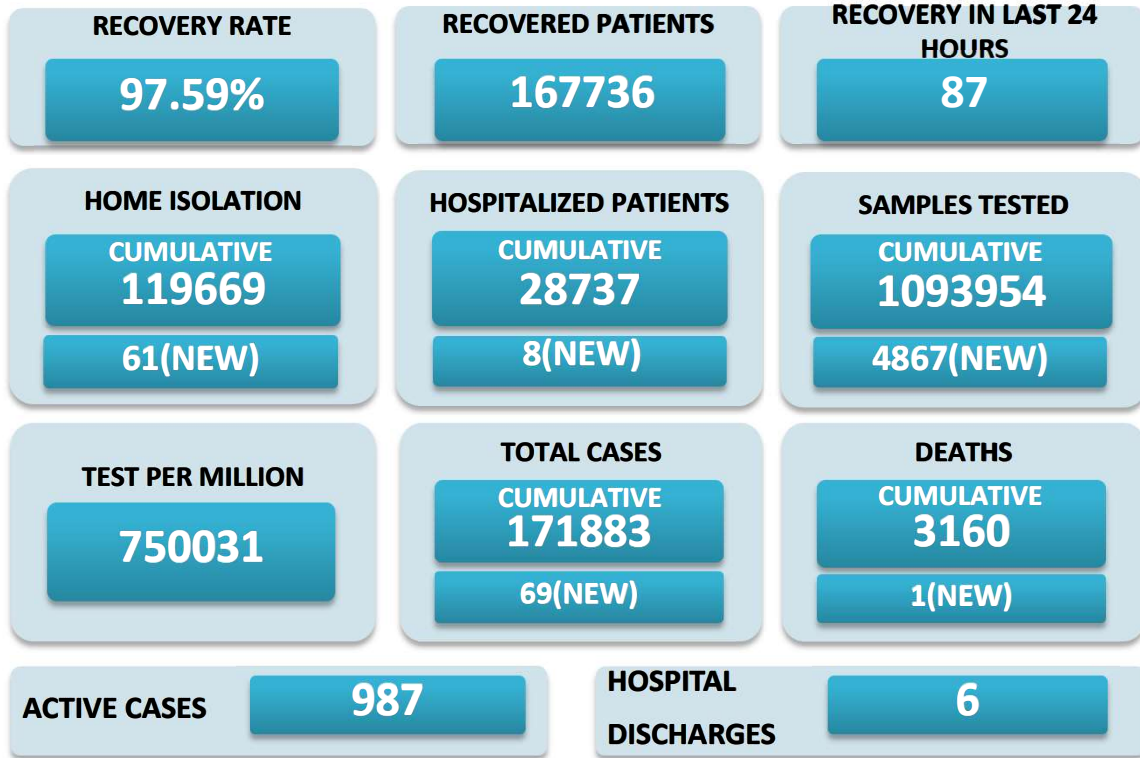 RECOVERY RATE
97.59%
RECOVERED PATIENTS
167736
RECOVERY IN LAST 24
HOURS
87
HOME ISOLATION
CUMULATIVE
119669
61(NEW)
HOSPITALIZED PATIENTS
CUMULATIVE
28737
8(NEW)
SAMPLES TESTED
CUMULATIVE
1093954
4867(NEW)
TEST PER MILLION
750031
TOTAL CASES
CUMULATIVE
171883
69(NEW)
DEATHS
CUMULATIVE
3160
1(NEW)
ACTIVE CASES
987
HOSPITAL
DISCHARGES
6